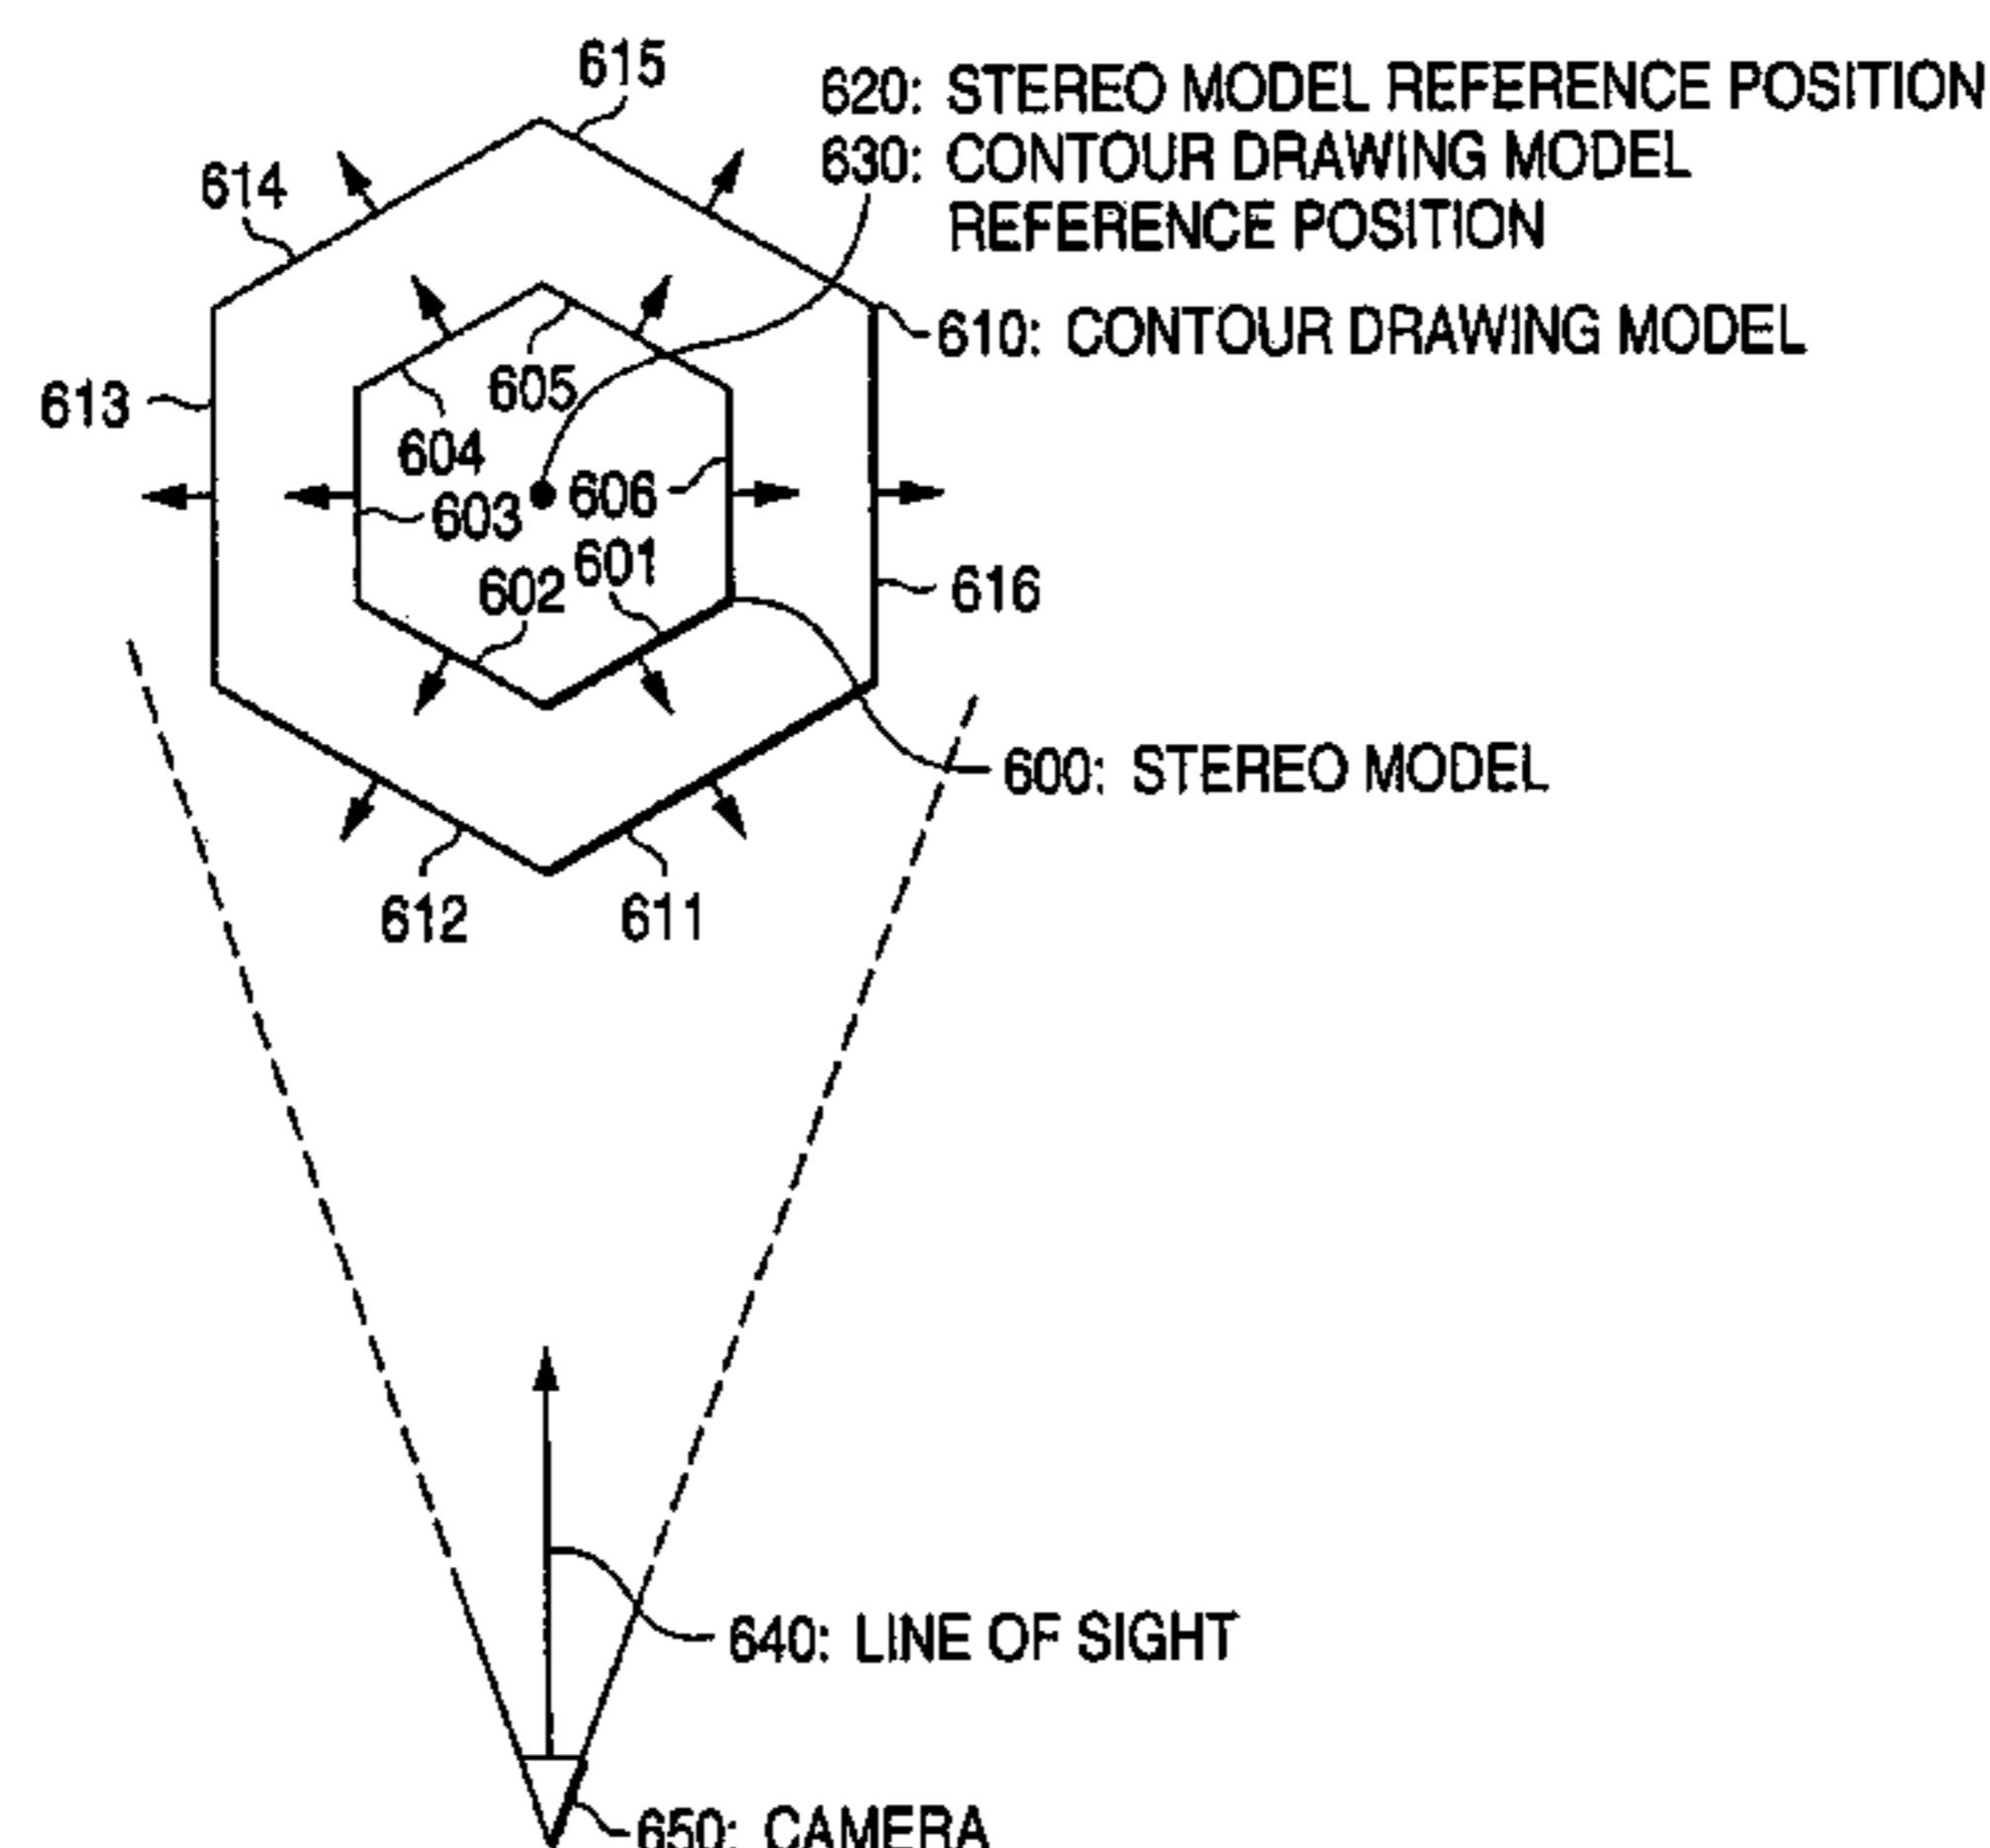 615
620: STEREO MODEL REFERENCE POSITION
630: CONTOUR DRAWING MODEL
REFERENCE POSITION
614
610: CONTOUR DRAWING MODEL
605
613
604
606
603
601
602
616
600: STEREO MODEL
612
611
640: LINE OF SIGHT
650: CAMERA